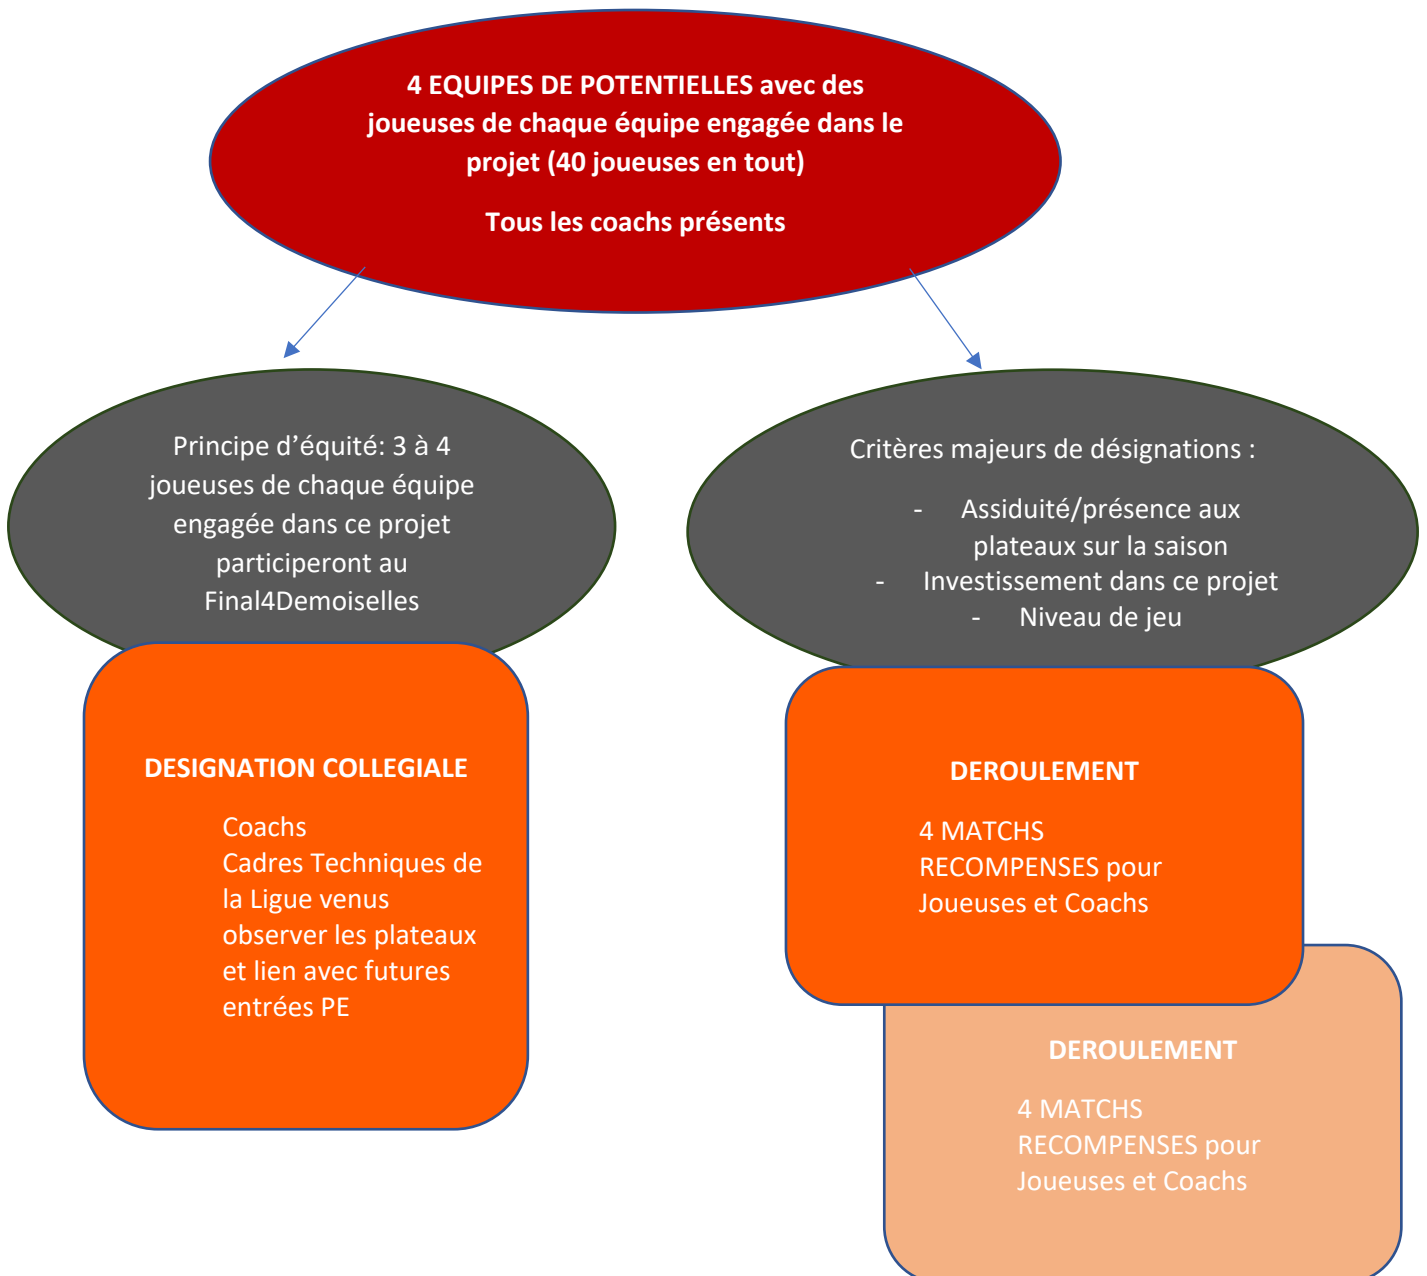 4 EQUIPES DE POTENTIELLES avec des
joueuses de chaque équipe engagée dans le
projet (40 joueuses en tout)
Tous les coachs présents
Principe d’équité: 3 à 4
joueuses de chaque équipe
engagée dans ce projet
participeront au
Final4Demoiselles
Critères majeurs de désignations :
- Assiduité/présence aux
plateaux sur la saison
- Investissement dans ce projet
- Niveau de jeu
DESIGNATION COLLEGIALE
Coachs
Cadres Techniques de
la Ligue venus
observer les plateaux
et lien avec futures
entrées PE
DEROULEMENT
4 MATCHS
RECOMPENSES pour
Joueuses et Coachs
DEROULEMENT
4 MATCHS
RECOMPENSES pour
Joueuses et Coachs